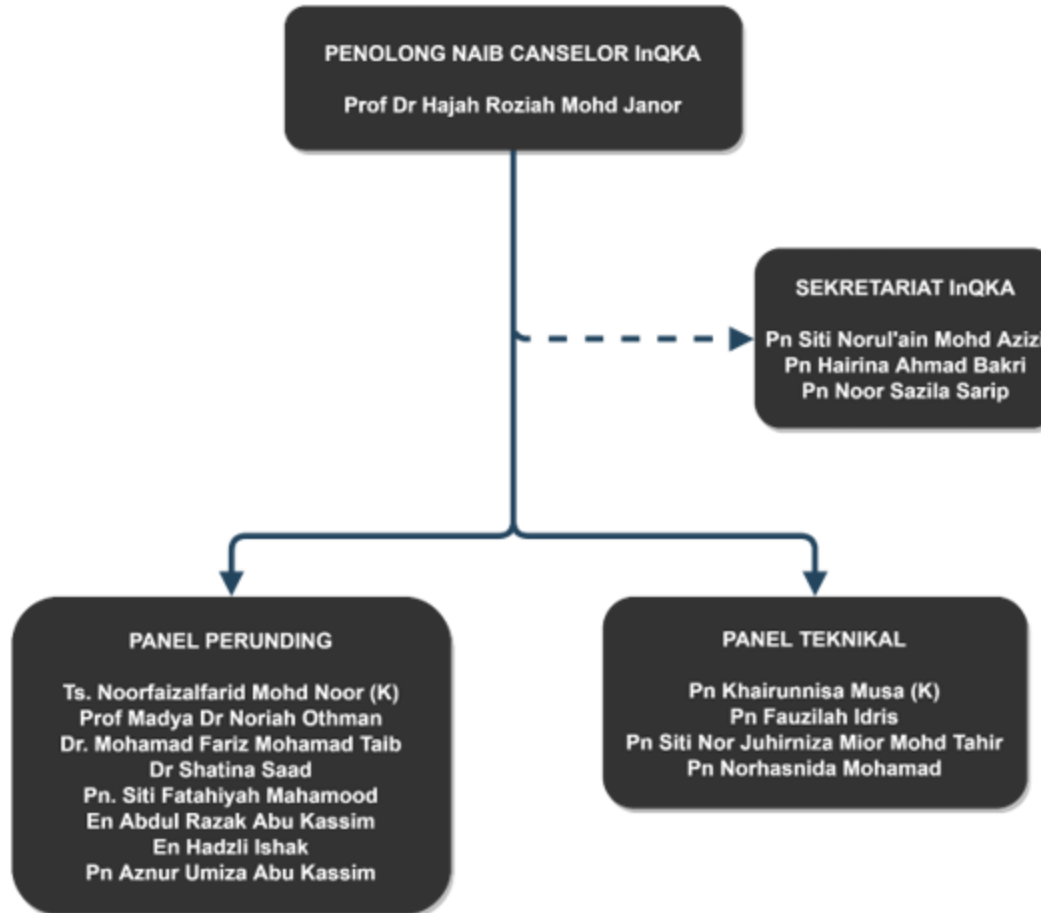 PENOLONG NAIB CANSELOR InQKA
Prof Dr Hajah Roziah Mohd Janor
SEKRETARIAT InQKA
Pn Siti Norul'ain Mohd Azizi
Pn Hairina Ahmad Bakri
Pn Noor Sazila Sarip
PANEL PERUNDING
Ts. Noorfaizalfarid Mohd Noor (K)
Prof Madya Dr Noriah Othman
Dr. Mohamad Fariz Mohamad Taib
Dr Shatina Saad
Pn. Siti Fatahiyah Mahamood
En Abdul Razak Abu Kassim
En Hadzli Ishak
Pn Aznur Umiza Abu Kassim
PANEL TEKNIKAL
Pn Khairunnisa Musa (K)
Pn Fauzilah Idris
Pn Siti Nor Juhirniza Mior Mohd Tahir
Pn Norhasnida Mohamad